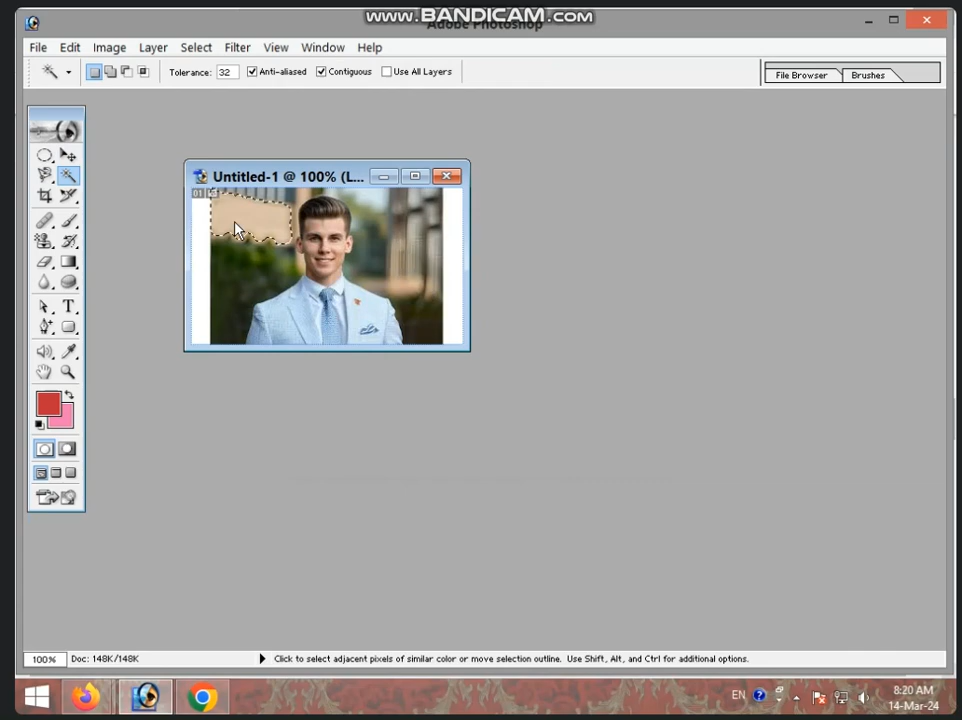 www.BANDICAM.com
Adobe Photoshop
File Edit Image Layer Select Filter View Window Help
Tolerance: 32 Anti-aliased Contiguous Use All Layers File Browser Brushes
Untitled-1 @ 100% (L...
01
T
100% Doc: 148K/148K Click to select adjacent pixels of similar color or move selection outline. Use Shift, Alt, and Ctrl for additional options.
EN 8:20 AM
14-Mar-24